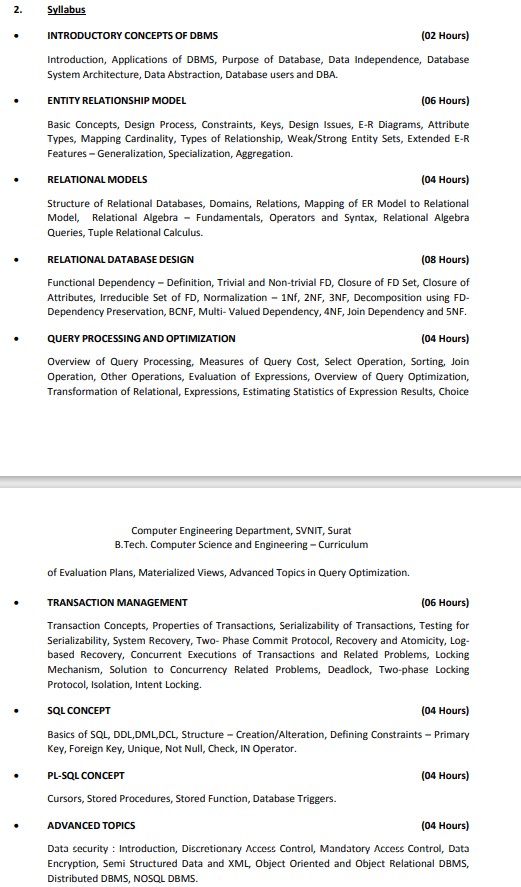 2. Syllabus
• INTRODUCTORY CONCEPTS OF DBMS (02 Hours)
Introduction, Applications of DBMS, Purpose of Database, Data Independence, Database
System Architecture, Data Abstraction, Database users and DBA.
• ENTITY RELATIONSHIP MODEL (06 Hours)
Basic Concepts, Design Process, Constraints, Keys, Design Issues, E-R Diagrams, Attribute
Types, Mapping Cardinality, Types of Relationship, Weak/Strong Entity Sets, Extended E-R
Features – Generalization, Specialization, Aggregation.
• RELATIONAL MODELS (04 Hours)
Structure of Relational Databases, Domains, Relations, Mapping of ER Model to Relational
Model, Relational Algebra – Fundamentals, Operators and Syntax, Relational Algebra
Queries, Tuple Relational Calculus.
• RELATIONAL DATABASE DESIGN (08 Hours)
Functional Dependency – Definition, Trivial and Non-trivial FD, Closure of FD Set, Closure of
Attributes, Irreducible Set of FD, Normalization – 1Nf, 2NF, 3NF, Decomposition using FD-
Dependency Preservation, BCNF, Multi- Valued Dependency, 4NF, Join Dependency and 5NF.
• QUERY PROCESSING AND OPTIMIZATION (04 Hours)
Overview of Query Processing, Measures of Query Cost, Select Operation, Sorting, Join
Operation, Other Operations, Evaluation of Expressions, Overview of Query Optimization,
Transformation of Relational, Expressions, Estimating Statistics of Expression Results, Choice
Computer Engineering Department, SVNIT, Surat
B.Tech. Computer Science and Engineering – Curriculum
of Evaluation Plans, Materialized Views, Advanced Topics in Query Optimization.
• TRANSACTION MANAGEMENT (06 Hours)
Transaction Concepts, Properties of Transactions, Serializability of Transactions, Testing for
Serializability, System Recovery, Two- Phase Commit Protocol, Recovery and Atomicity, Log-
based Recovery, Concurrent Executions of Transactions and Related Problems, Locking
Mechanism, Solution to Concurrency Related Problems, Deadlock, Two-phase Locking
Protocol, Isolation, Intent Locking.
• SQL CONCEPT (04 Hours)
Basics of SQL, DDL,DML,DCL, Structure – Creation/Alteration, Defining Constraints – Primary
Key, Foreign Key, Unique, Not Null, Check, IN Operator.
• PL-SQL CONCEPT (04 Hours)
Cursors, Stored Procedures, Stored Function, Database Triggers.
• ADVANCED TOPICS (04 Hours)
Data security : Introduction, Discretionary Access Control, Mandatory Access Control, Data
Encryption, Semi Structured Data and XML, Object Oriented and Object Relational DBMS,
Distributed DBMS, NOSQL DBMS.